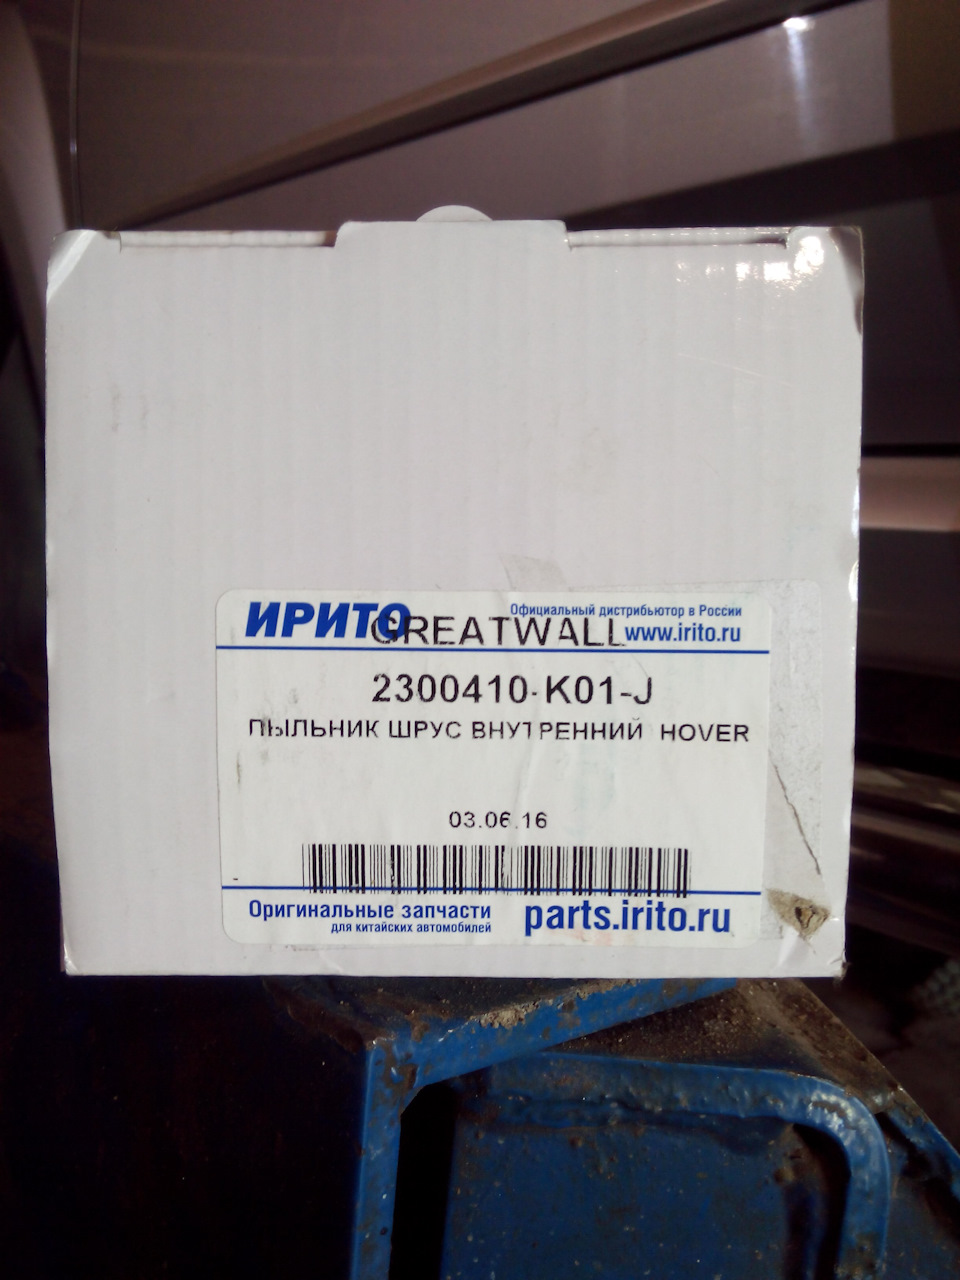 ИРИТО
Официальный дистрибьютор в России
GREATWALL
www.irito.ru
2300410-K01-J
ПЫЛЬНИК ШРУС ВНУТРЕННИЙ HOVER
03.06.16
Оригинальные запчасти
для китайских автомобилей
parts.irito.ru